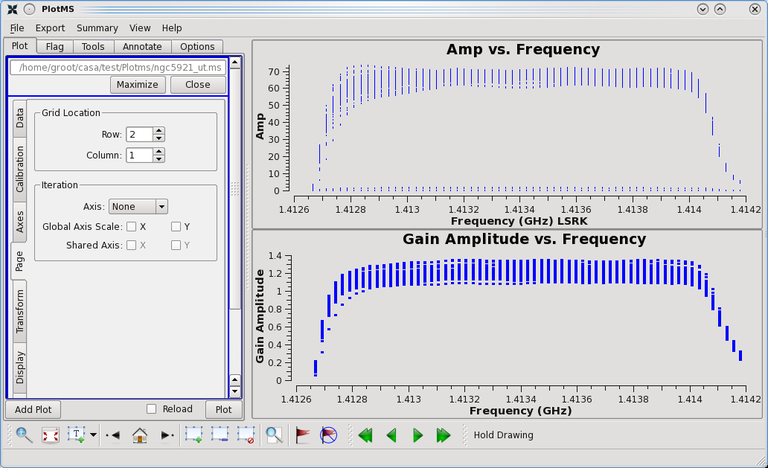 PlotMS
File Export Summary View Help
Plot Flag Tools Annotate Options
/home/groot/casa/test/Plotms/ngc5921_ut.ms
Maximize Close
Data
Calibration
Axes
Page
Transform
Display
Grid Location
Row: 2
Column: 1
Iteration
Axis: None
Global Axis Scale: X Y
Shared Axis: X Y
Add Plot Reload Plot
Amp vs. Frequency
Amp
70
60
50
40
30
20
10
0
1.4126 1.4128 1.413 1.4132 1.4134 1.4136 1.4138 1.414 1.4142
Frequency (GHz) LSRK
Gain Amplitude vs. Frequency
Gain Amplitude
1.4
1.2
1
0.8
0.6
0.4
0.2
0
1.4126 1.4128 1.413 1.4132 1.4134 1.4136 1.4138 1.414 1.4142
Frequency (GHz)
T
Hold Drawing